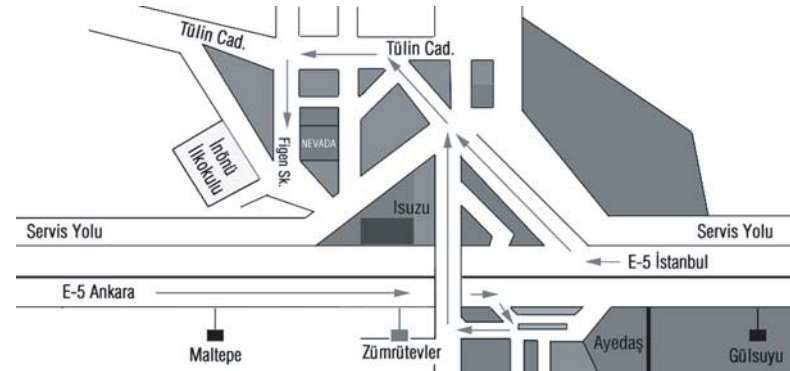 Tülin Cad.
Tülin Cad.
İnönü
İlkokulu
Figen Sk.
NEVADA
Isuzu
Servis Yolu
Servis Yolu
E-5 İstanbul
E-5 Ankara
Maltepe
Zümrütevler
Ayedaş
Gülsuyu